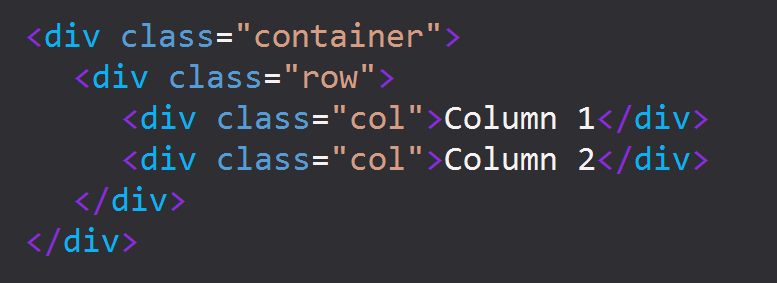 <div class="container">
<div class="row">
<div class="col">Column 1</div>
<div class="col">Column 2</div>
</div>
</div>